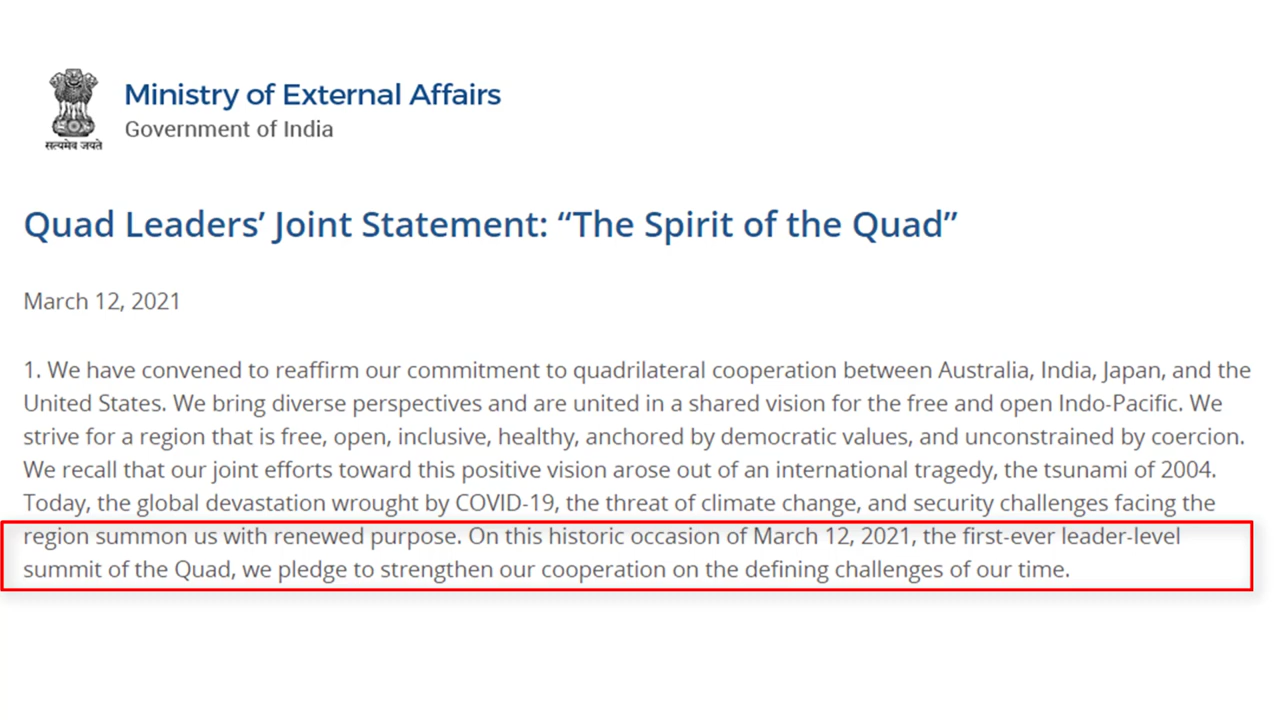 सत्यमेव जयते
Ministry of External Affairs
Government of India
Quad Leaders’ Joint Statement: “The Spirit of the Quad”
March 12, 2021
1. We have convened to reaffirm our commitment to quadrilateral cooperation between Australia, India, Japan, and the
United States. We bring diverse perspectives and are united in a shared vision for the free and open Indo-Pacific. We
strive for a region that is free, open, inclusive, healthy, anchored by democratic values, and unconstrained by coercion.
We recall that our joint efforts toward this positive vision arose out of an international tragedy, the tsunami of 2004.
Today, the global devastation wrought by COVID-19, the threat of climate change, and security challenges facing the
region summon us with renewed purpose. On this historic occasion of March 12, 2021, the first-ever leader-level
summit of the Quad, we pledge to strengthen our cooperation on the defining challenges of our time.